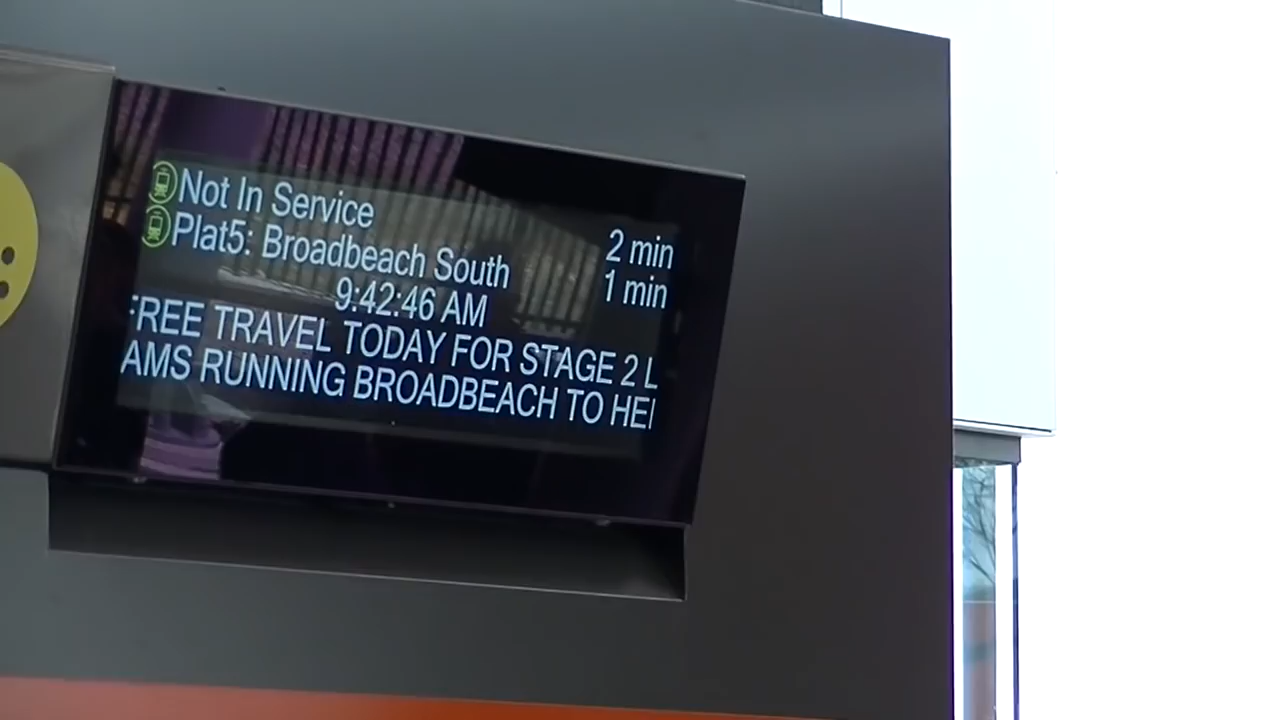 Not In Service 2 min
Plat5: Broadbeach South 1 min
9:42:46 AM
FREE TRAVEL TODAY FOR STAGE 2 L
AMS RUNNING BROADBEACH TO HEL